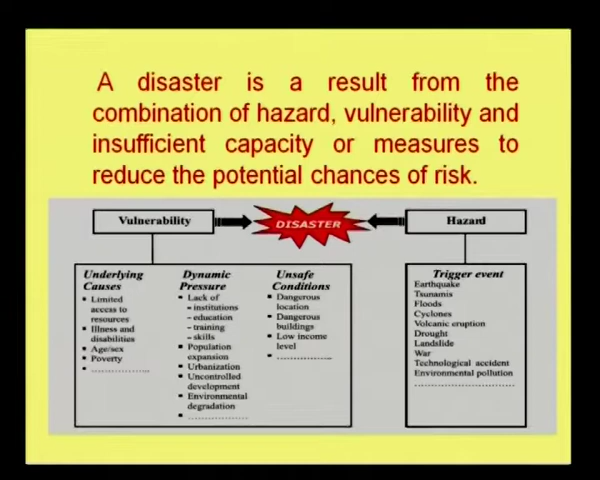 A disaster is a result from the
combination of hazard, vulnerability and
insufficient capacity or measures to
reduce the potential chances of risk.
Vulnerability
DISASTER
Hazard
Underlying
Causes
▪ Limited
access to
resources
▪ Illness and
disabilities
▪ Age/sex
▪ Poverty
▪ ................
Dynamic
Pressure
▪ Lack of
– institutions
– education
– training
– skills
▪ Population
expansion
▪ Urbanization
▪ Uncontrolled
development
▪ Environmental
degradation
▪ ................
Unsafe
Conditions
▪ Dangerous
location
▪ Dangerous
buildings
▪ Low income
level
▪ ................
Trigger event
Earthquake
Tsunamis
Floods
Cyclones
Volcanic eruption
Drought
Landslide
War
Technological accident
Environmental pollution
................